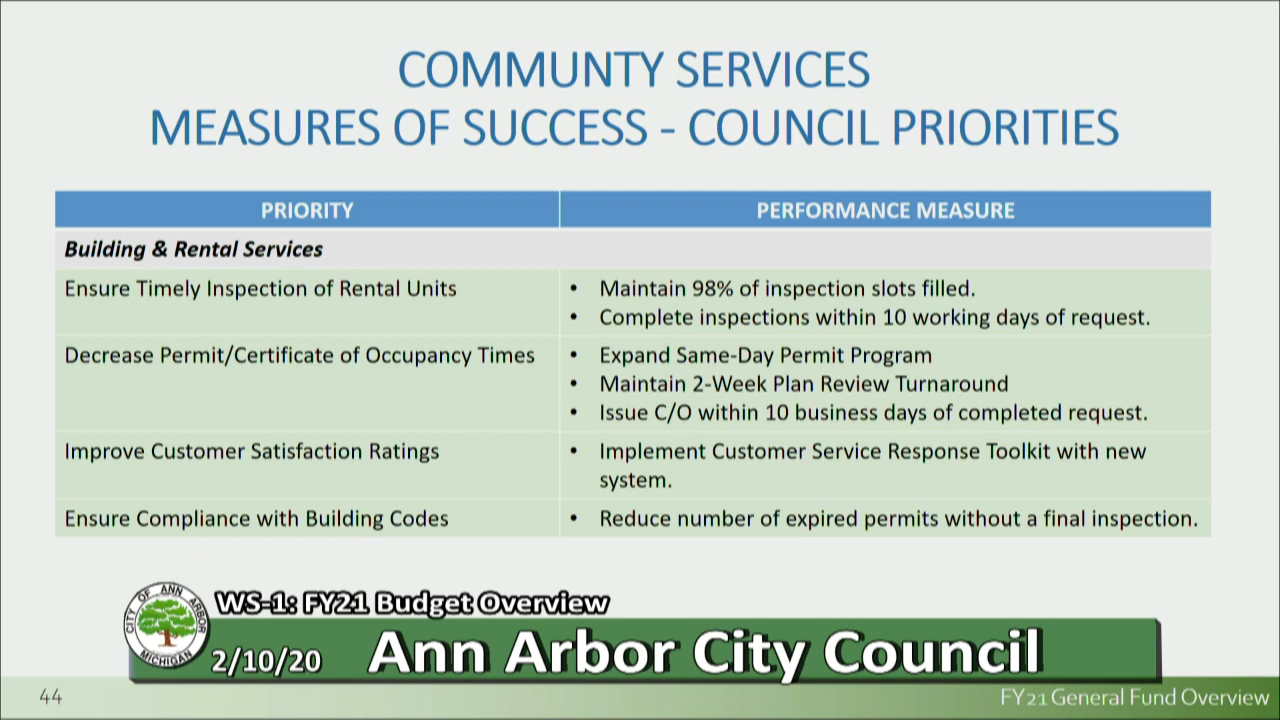 COMMUNTY SERVICES
MEASURES OF SUCCESS - COUNCIL PRIORITIES
PRIORITY
PERFORMANCE MEASURE
Building & Rental Services
Ensure Timely Inspection of Rental Units
• Maintain 98% of inspection slots filled.
• Complete inspections within 10 working days of request.
Decrease Permit/Certificate of Occupancy Times
• Expand Same-Day Permit Program
• Maintain 2-Week Plan Review Turnaround
• Issue C/O within 10 business days of completed request.
Improve Customer Satisfaction Ratings
• Implement Customer Service Response Toolkit with new
system.
Ensure Compliance with Building Codes
• Reduce number of expired permits without a final inspection.
CITY OF ANN ARBOR
MICHIGAN
WS-1: FY21 Budget Overview
2/10/20
Ann Arbor City Council
44
FY21 General Fund Overview